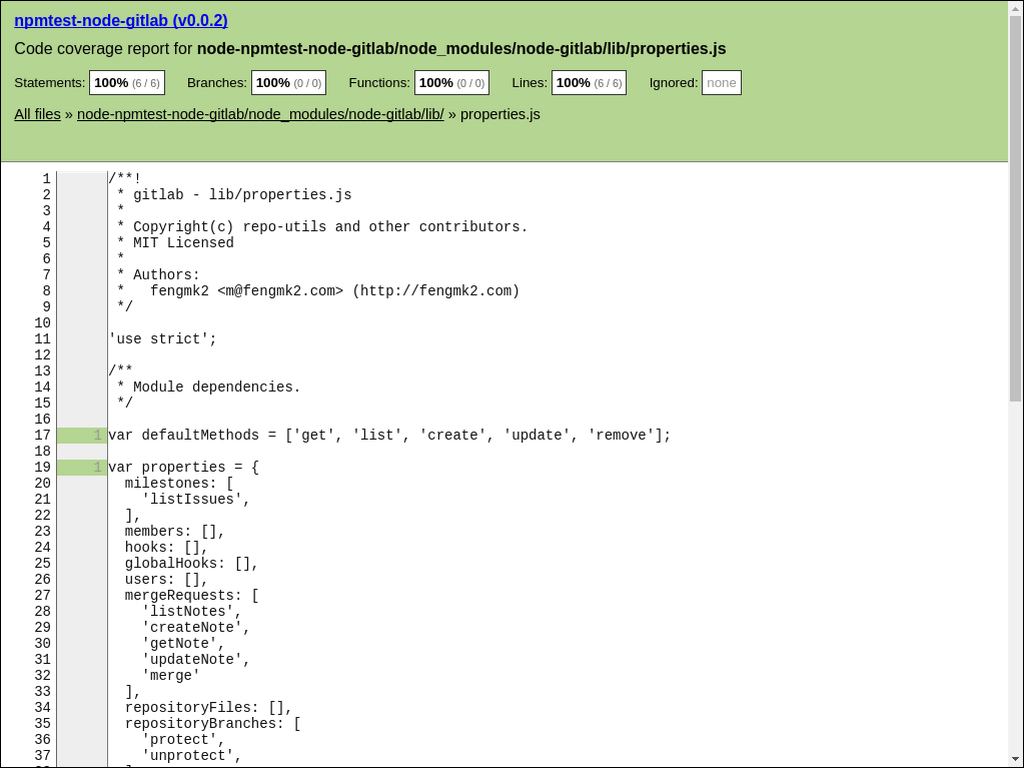 npmtest-node-gitlab (v0.0.2)
Code coverage report for node-npmtest-node-gitlab/node_modules/node-gitlab/lib/properties.js
Statements: 100% (6 / 6) Branches: 100% (0 / 0) Functions: 100% (0 / 0) Lines: 100% (6 / 6) Ignored: none
All files » node-npmtest-node-gitlab/node_modules/node-gitlab/lib/ » properties.js
1 /**!
2  * gitlab - lib/properties.js
3  *
4  * Copyright(c) repo-utils and other contributors.
5  * MIT Licensed
6  *
7  * Authors:
8  *   fengmk2 <m@fengmk2.com> (http://fengmk2.com)
9  */
10
11 'use strict';
12
13 /**
14  * Module dependencies.
15  */
16
17 1 var defaultMethods = ['get', 'list', 'create', 'update', 'remove'];
18
19 1 var properties = {
20   milestones: [
21     'listIssues',
22   ],
23   members: [],
24   hooks: [],
25   globalHooks: [],
26   users: [],
27   mergeRequests: [
28     'listNotes',
29     'createNote',
30     'getNote',
31     'updateNote',
32     'merge'
33   ],
34   repositoryFiles: [],
35   repositoryBranches: [
36     'protect',
37     'unprotect',